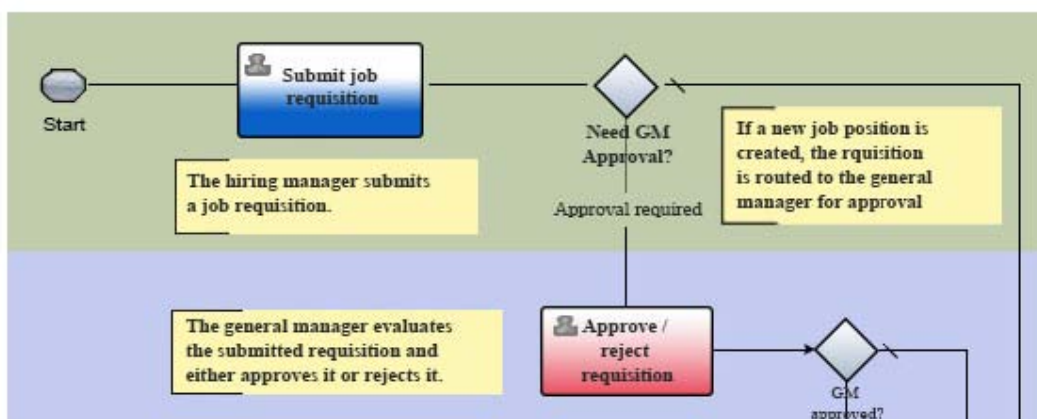 Start
Submit job
requisition
The hiring manager submits
a job requisition.
Need GM
Approval?
Approval required
If a new job position is
created, the rquisition
is routed to the general
manager for approval
The general manager evaluates
the submitted requisition and
either approves it or rejects it.
Approve /
reject
requisition
GM
approved?